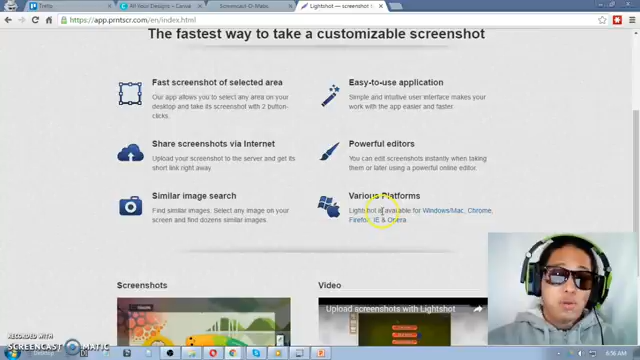 Trello
All Your Designs – Canva
Screencast-O-Matic
Lightshot — screenshot
https://app.prntscr.com/en/index.html
The fastest way to take a customizable screenshot
Fast screenshot of selected area
Our app allows you to select any area on your
desktop and take its screenshot with 2 button-
clicks.
Easy-to-use application
Simple and intuitive user interface makes your
work with the app easier and faster.
Share screenshots via Internet
Upload your screenshot to the server and get its
short link right away.
Powerful editors
You can edit screenshots instantly when taking
them or later using a powerful online editor.
Similar image search
Find similar images. Select any image on your
screen and find dozens similar images.
Various Platforms
Lightshot is available for Windows/Mac, Chrome,
Firefox, IE & Opera.
Screenshots
Video
Upload screenshots with Lightshot
RECORDED WITH
SCREENCAST MATIC
Desktop
6:56 AM